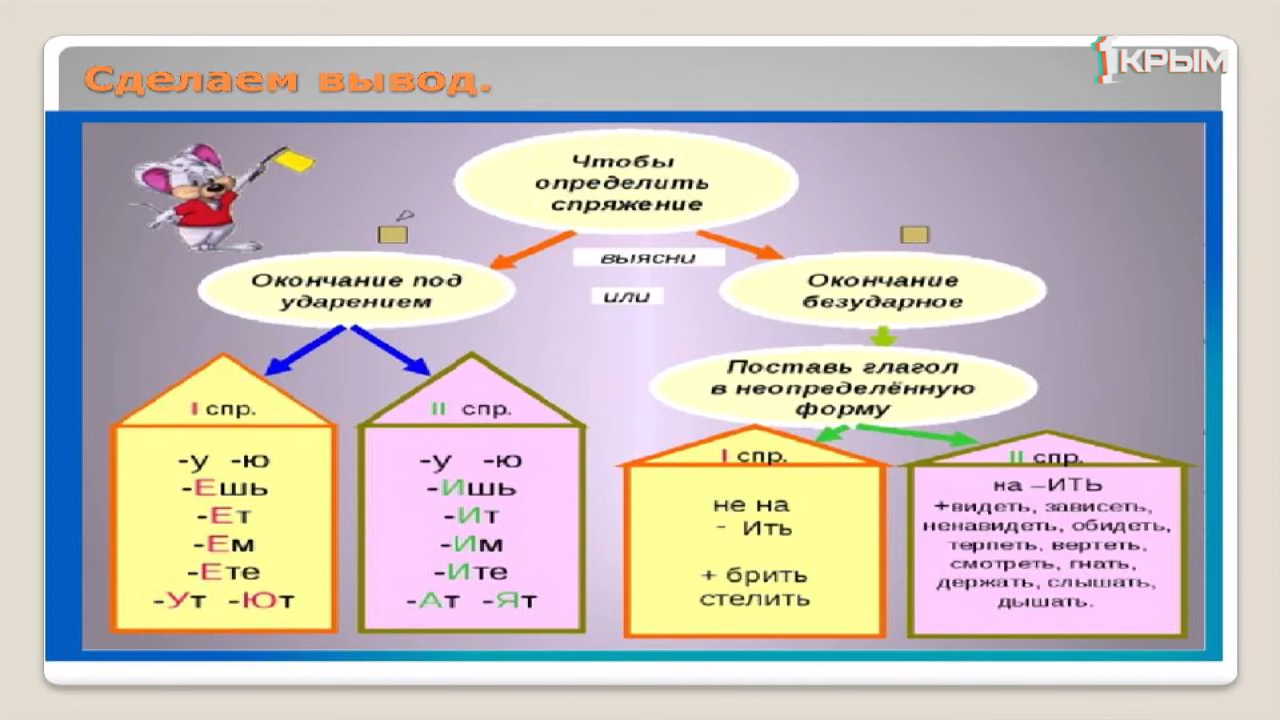 Сделаем вывод.
1КРЫМ
Чтобы
определить
спряжение
выясни
или
Окончание под
ударением
Окончание
безударное
Поставь глагол
в неопределённую
форму
I спр.
-у -ю
-Ешь
-Ет
-Ем
-Ете
-Ут -Ют
II спр.
-у -ю
-Ишь
-Ит
-Им
-Ите
-Ат -Ят
I спр.
не на
- Ить
+ брить
стелить
II спр.
на –ИТЬ
+видеть, зависеть,
ненавидеть, обидеть,
терпеть, вертеть,
смотреть, гнать,
держать, слышать,
дышать.